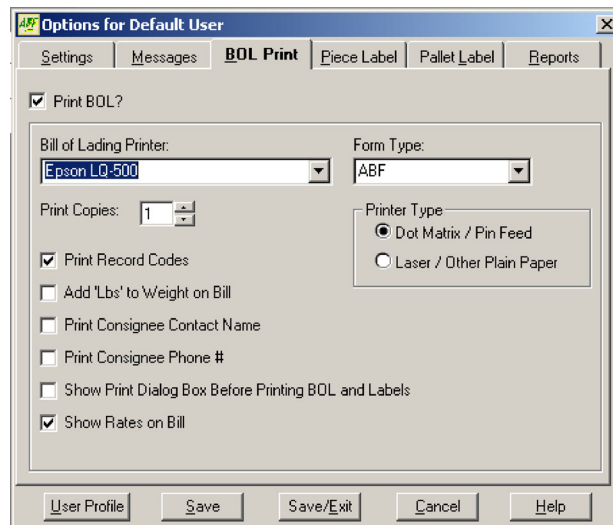 ABF Options for Default User
Settings Messages BOL Print Piece Label Pallet Label Reports
Print BOL?
Bill of Lading Printer:
Form Type:
Epson LQ-500
ABF
Print Copies: 1
Printer Type
Dot Matrix / Pin Feed
Laser / Other Plain Paper
Print Record Codes
Add 'Lbs' to Weight on Bill
Print Consignee Contact Name
Print Consignee Phone #
Show Print Dialog Box Before Printing BOL and Labels
Show Rates on Bill
User Profile Save Save/Exit Cancel Help